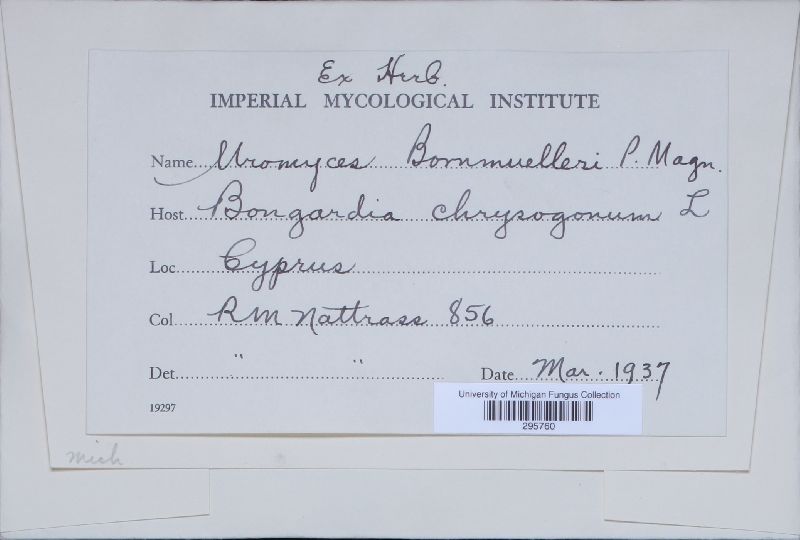 Ex Herb.
IMPERIAL MYCOLOGICAL INSTITUTE
Name Uromyces Bornmuelleri P. Magn.
Host Bongardia chrysogonum L
Loc Cyprus
Col RM Nattrass 856
Det " " Date Mar. 1937
19297
University of Michigan Fungus Collection
295760
Mich